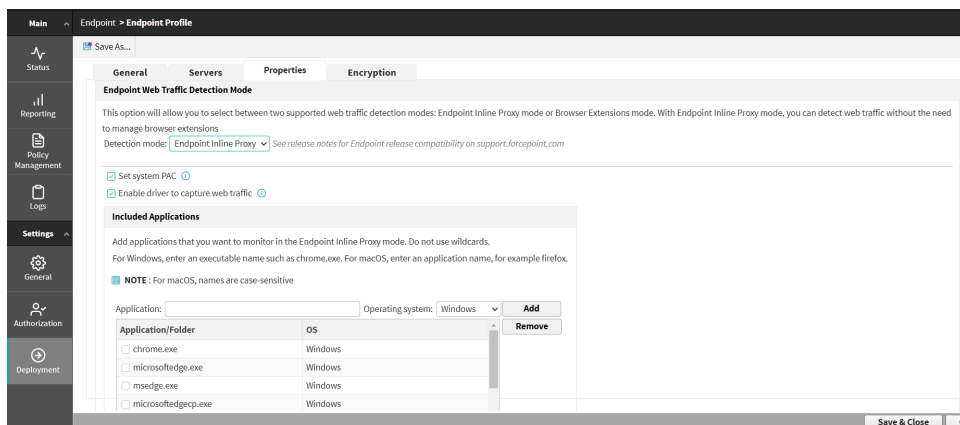 Main
Endpoint > Endpoint Profile
Save As...
Status
Reporting
Policy
Management
Logs
Settings
General
Authorization
Deployment
General Servers Properties Encryption
Endpoint Web Traffic Detection Mode
This option will allow you to select between two supported web traffic detection modes: Endpoint Inline Proxy mode or Browser Extensions mode. With Endpoint Inline Proxy mode, you can detect web traffic without the need
to manage browser extensions
Detection mode: Endpoint Inline Proxy See release notes for Endpoint release compatibility on support.forcepoint.com
Set system PAC
Enable driver to capture web traffic
Included Applications
Add applications that you want to monitor in the Endpoint Inline Proxy mode. Do not use wildcards.
For Windows, enter an executable name such as chrome.exe. For macOS, enter an application name, for example firefox.
NOTE : For macOS, names are case-sensitive
Application: Operating system: Windows Add
Remove
Application/Folder OS
chrome.exe Windows
microsoftedge.exe Windows
msedge.exe Windows
microsoftedgecp.exe Windows
Save & Close